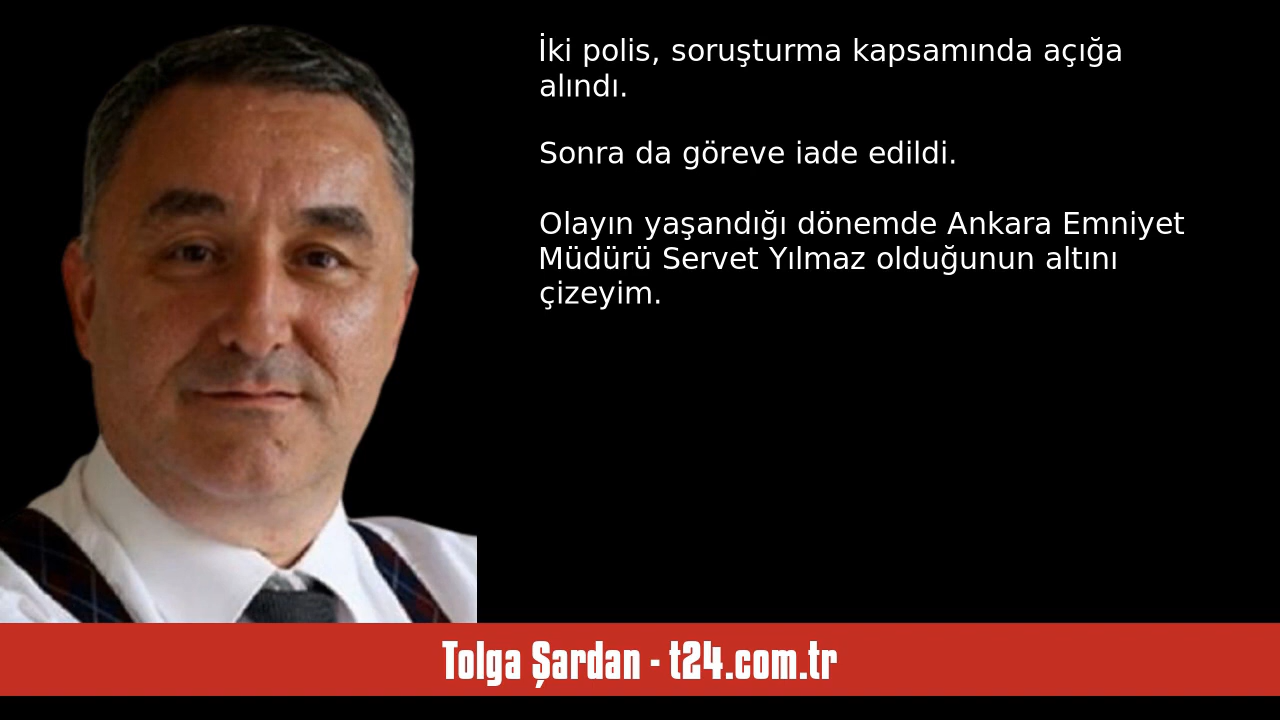 İki polis, soruşturma kapsamında açığa
alındı.
Sonra da göreve iade edildi.
Olayın yaşandığı dönemde Ankara Emniyet
Müdürü Servet Yılmaz olduğunun altını
çizeyim.
Tolga Şardan - t24.com.tr